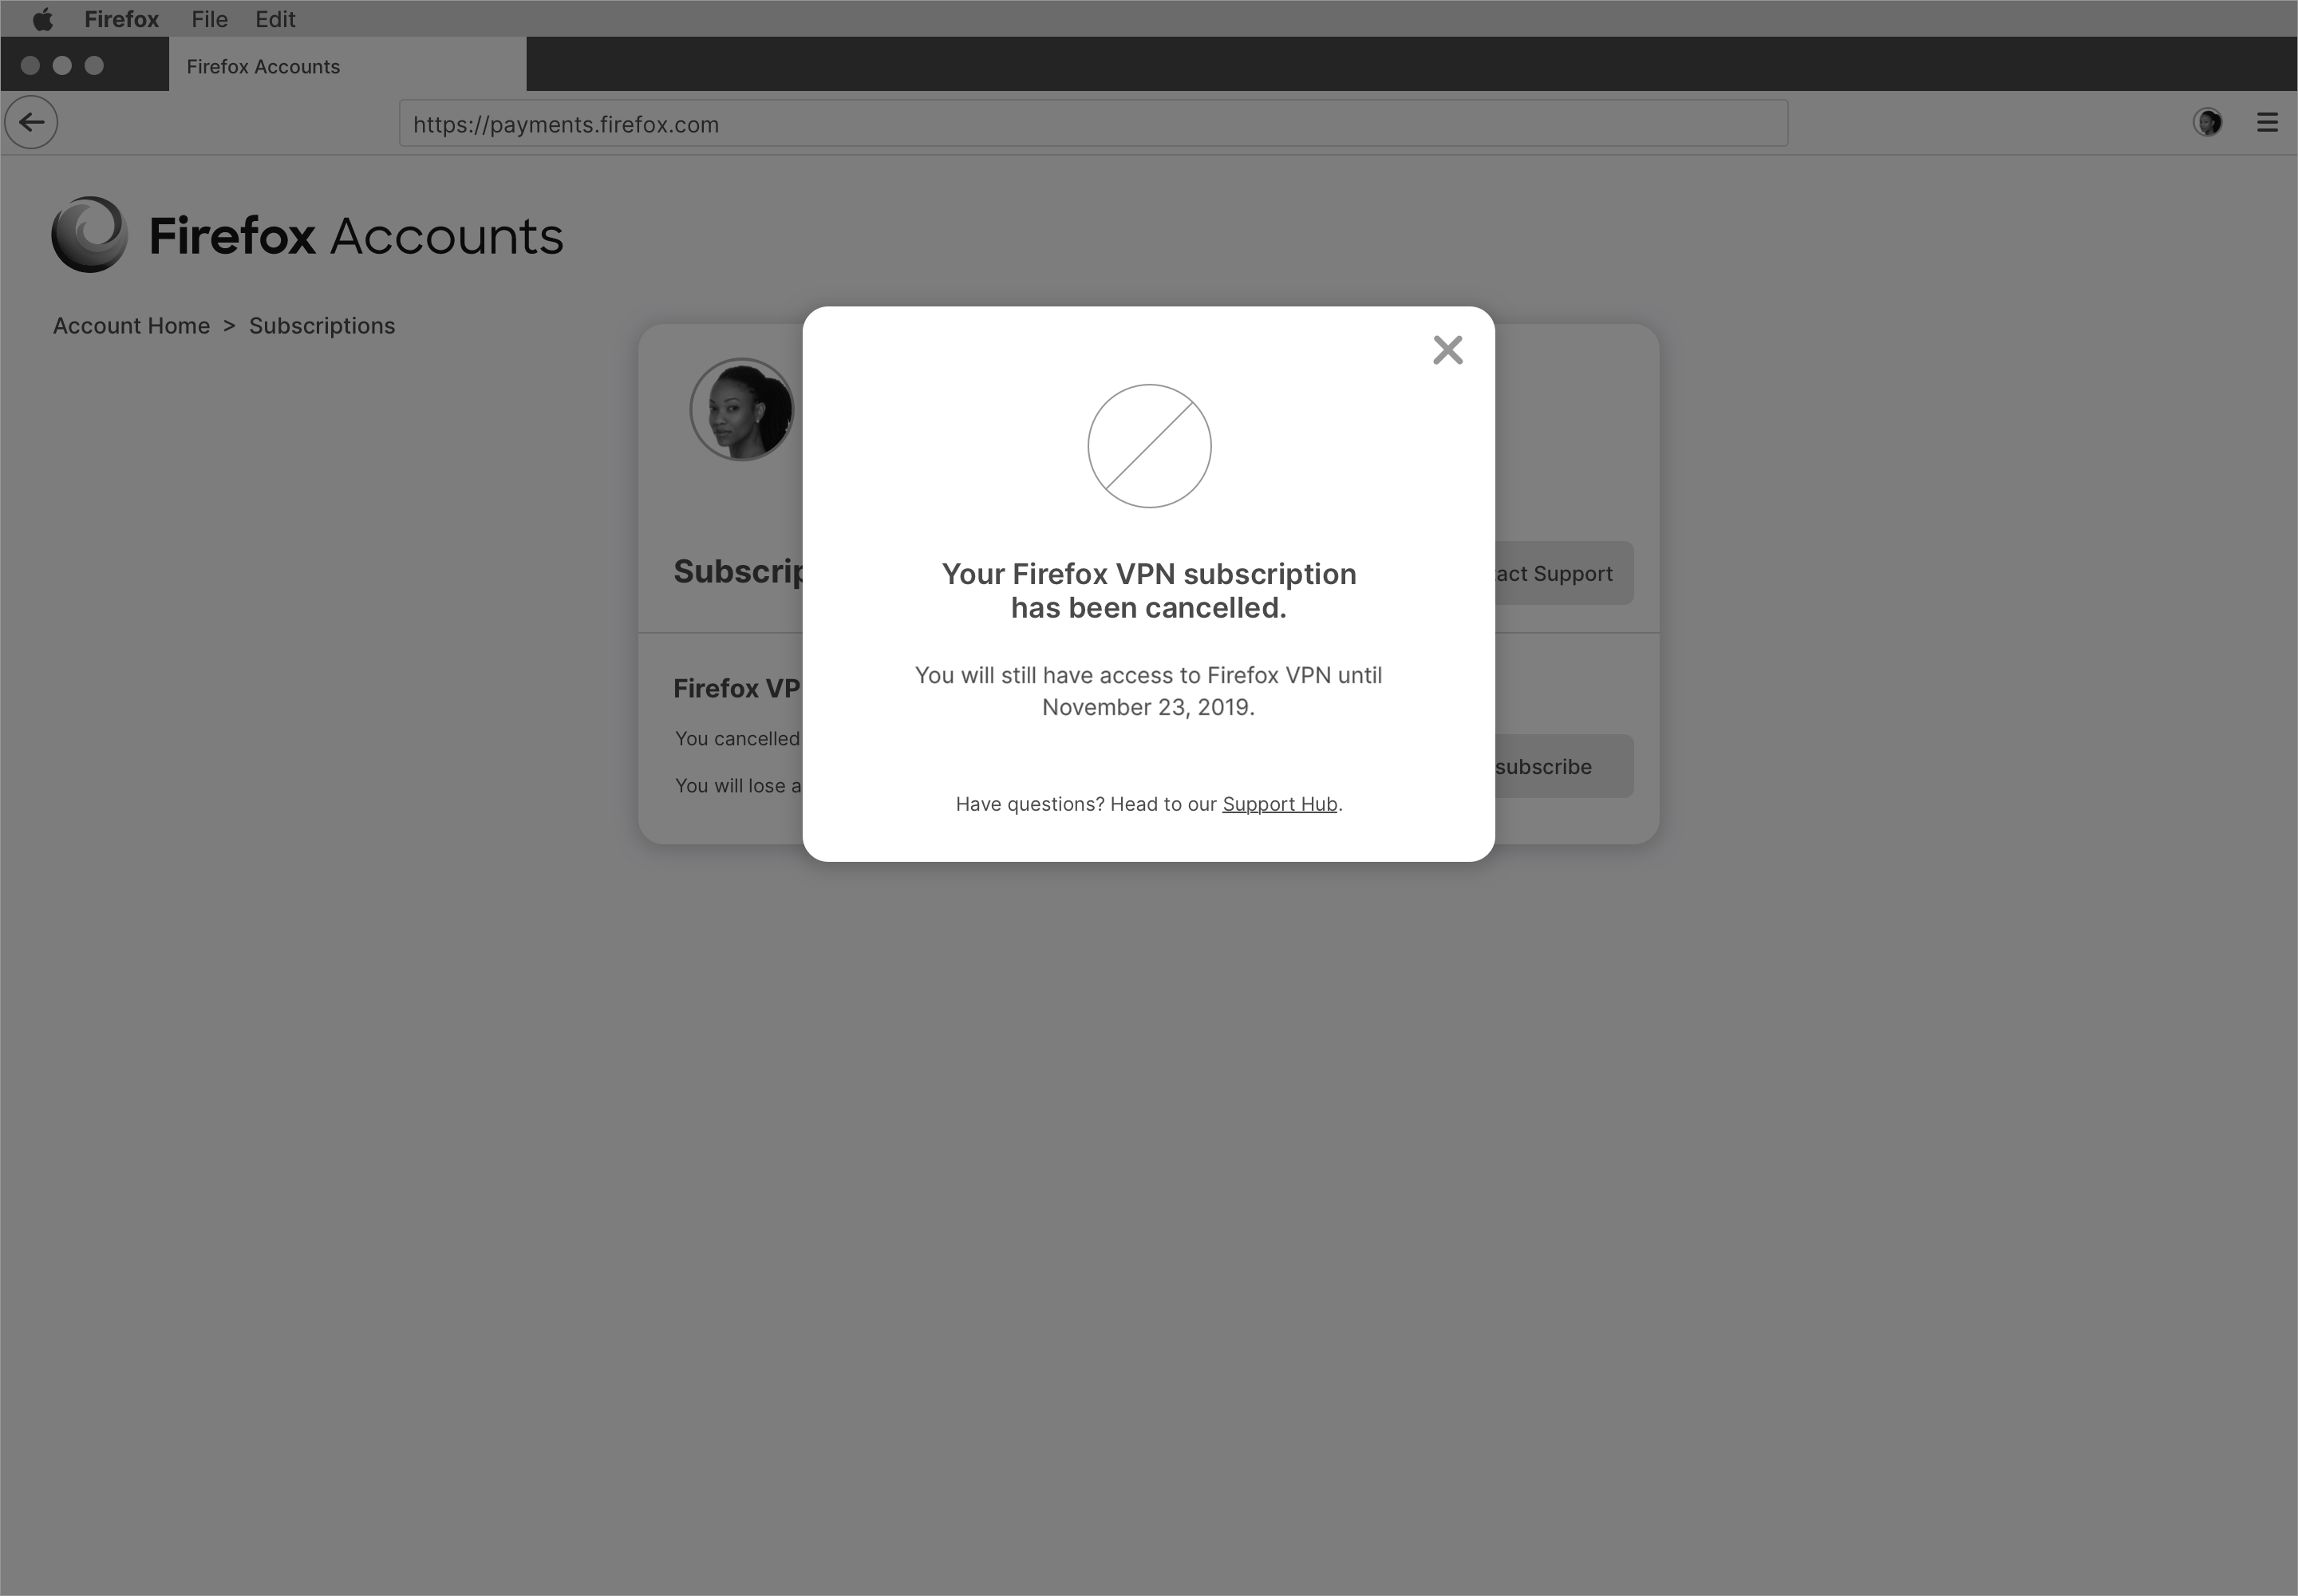 Firefox File Edit
Firefox Accounts
https://payments.firefox.com
Firefox Accounts
Account Home > Subscriptions
Your Firefox VPN subscription
has been cancelled.
You will still have access to Firefox VPN until
November 23, 2019.
Have questions? Head to our Support Hub.
Subscrip
act Support
Firefox VP
You cancelled
subscribe
You will lose a